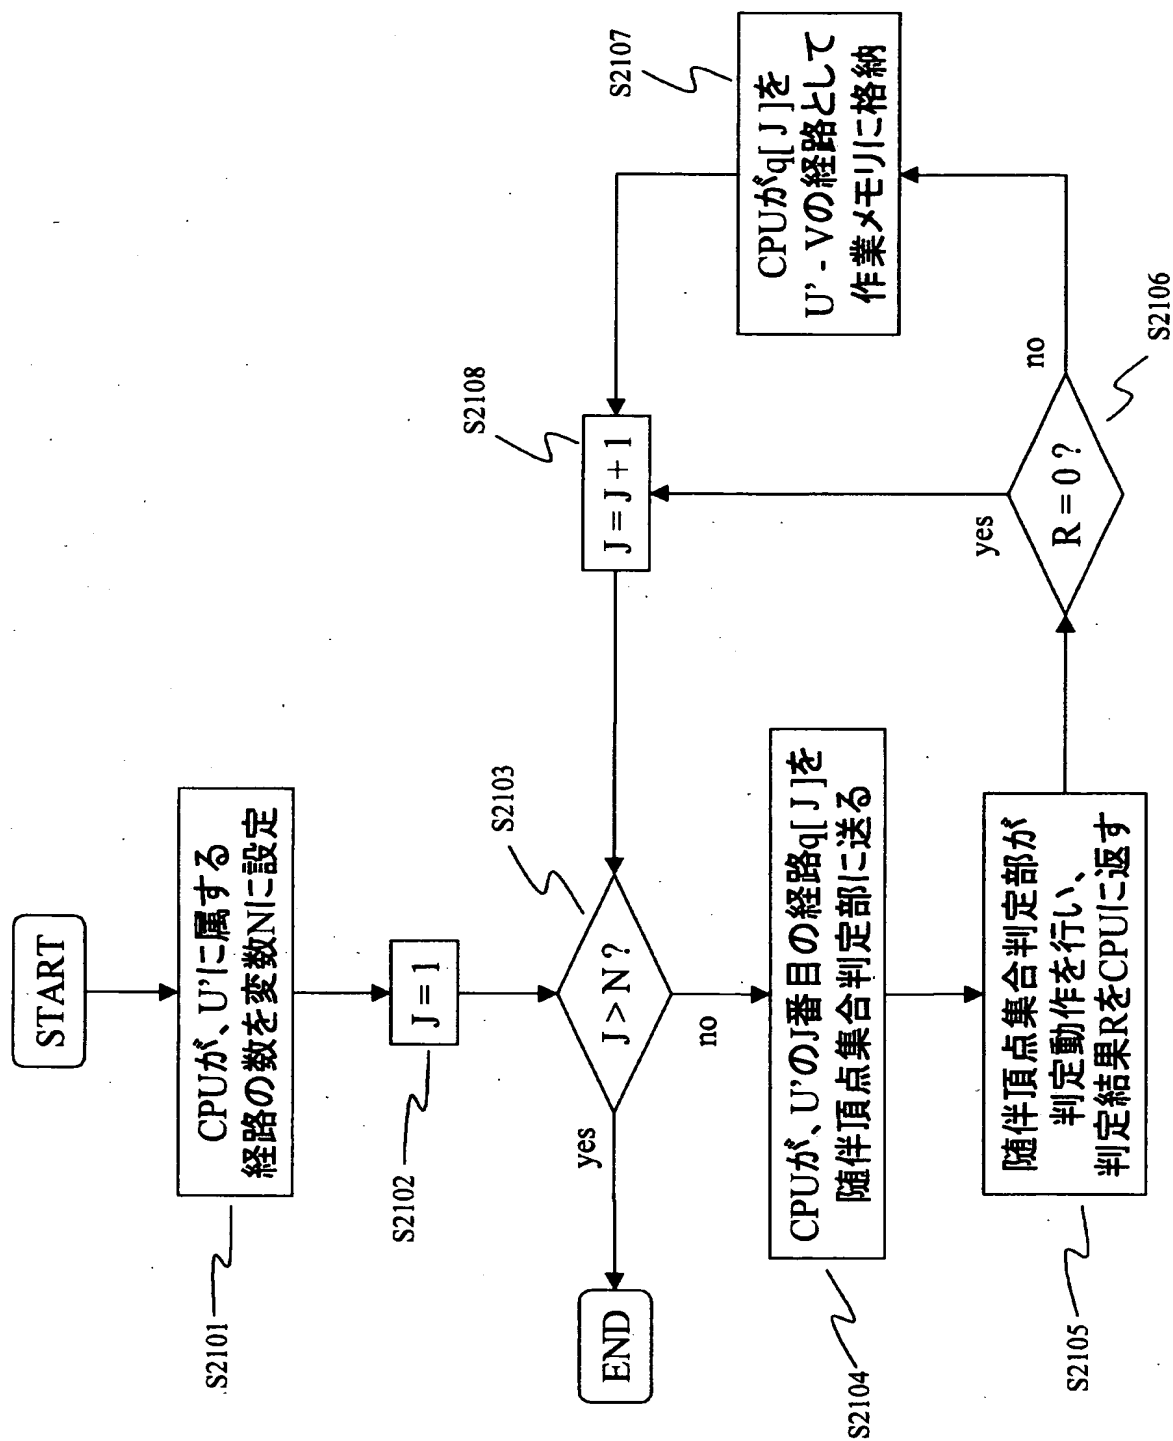 START
CPUが、U'に属する
経路の数を変数Nに設定
S2101
J = 1
S2102
J > N ?
S2103
yes
no
END
CPUが、U'のJ番目の経路q[ J ]を
随伴頂点集合判定部に送る
S2104
随伴頂点集合判定部が
判定動作を行い、
判定結果RをCPUに返す
S2105
R = 0 ?
S2106
yes
no
CPUがq[ J ]を
U' - Vの経路として
作業メモリに格納
S2107
J = J + 1
S2108